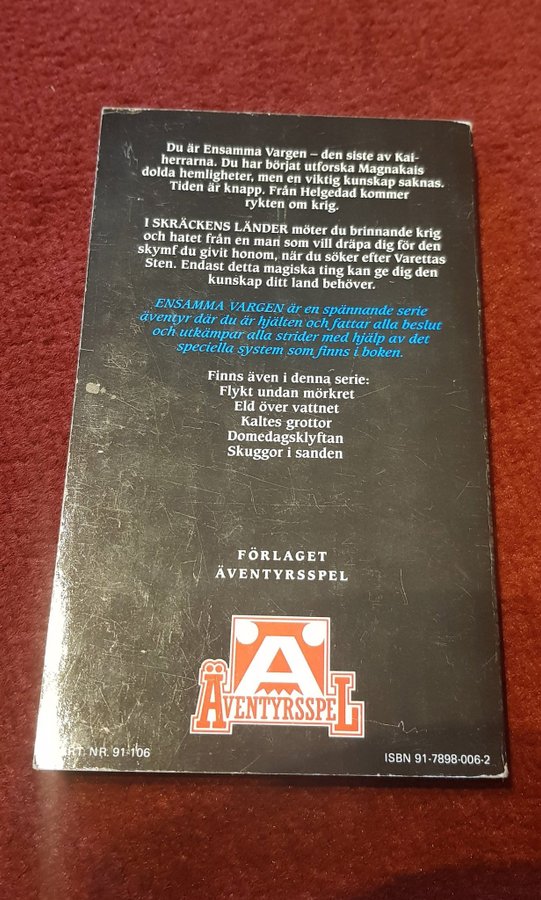 Du är Ensamma Vargen – den siste av Kai-
herrarna. Du har börjat utforska Magnakais
dolda hemligheter, men en viktig kunskap saknas.
Tiden är knapp. Från Helgedad kommer
rykten om krig.
I SKRÄCKENS LÄNDER möter du brinnande krig
och hatet från en man som vill dräpa dig för den
skymf du givit honom, när du söker efter Varettas
Sten. Endast detta magiska ting kan ge dig den
kunskap ditt land behöver.
ENSAMMA VARGEN är en spännande serie
äventyr där du är hjälten och fattar alla beslut
och utkämpar alla strider med hjälp av det
speciella system som finns i boken.
Finns även i denna serie:
Flykt undan mörkret
Eld över vattnet
Kaltes grottor
Domedagsklyftan
Skuggor i sanden
FÖRLAGET
ÄVENTYRSSPEL
Ä
ÄVENTYRSSPEL
ART. NR. 91-106
ISBN 91-7898-006-2